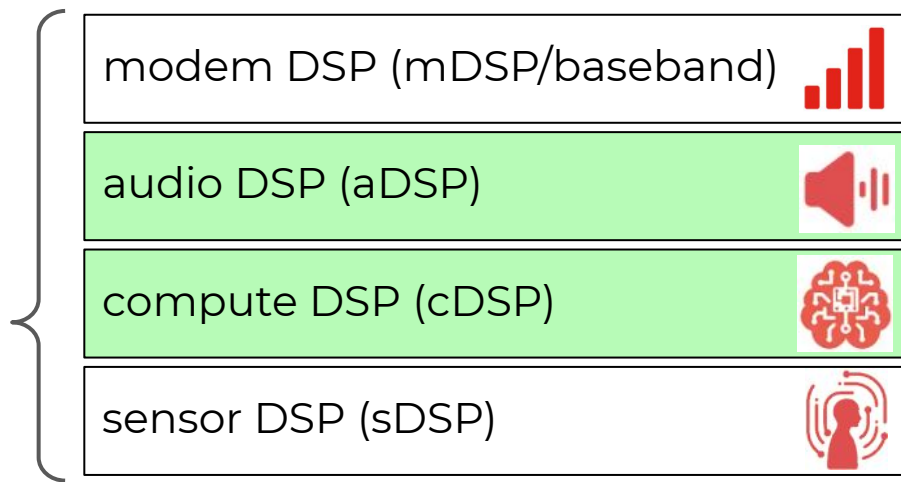 modem DSP (mDSP/baseband)
audio DSP (aDSP)
compute DSP (cDSP)
sensor DSP (sDSP)